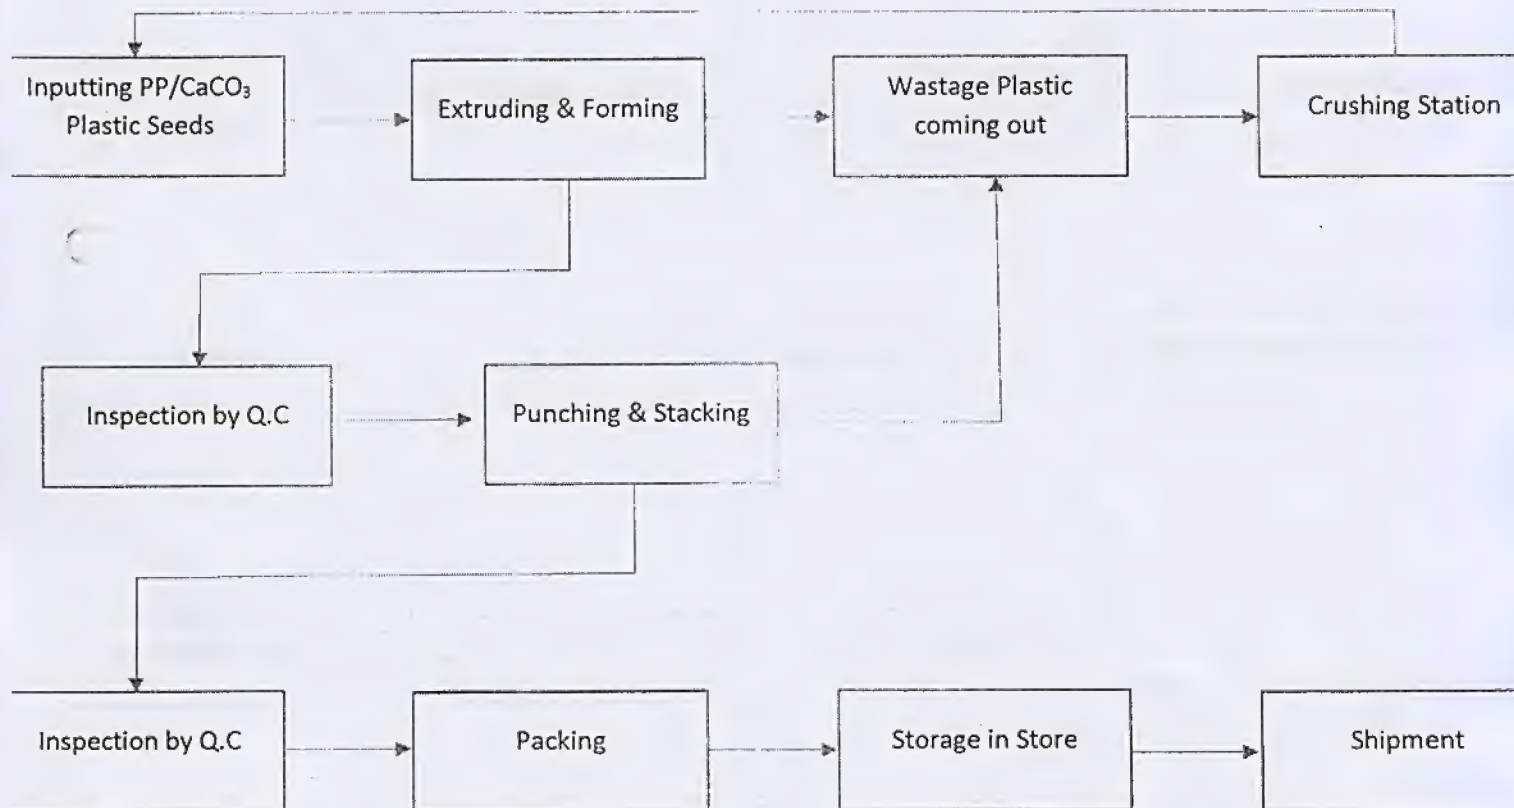 Inputting PP/CaCO₃
Plastic Seeds
Extruding & Forming
Wastage Plastic
coming out
Crushing Station
Inspection by Q.C
Punching & Stacking
Inspection by Q.C
Packing
Storage in Store
Shipment